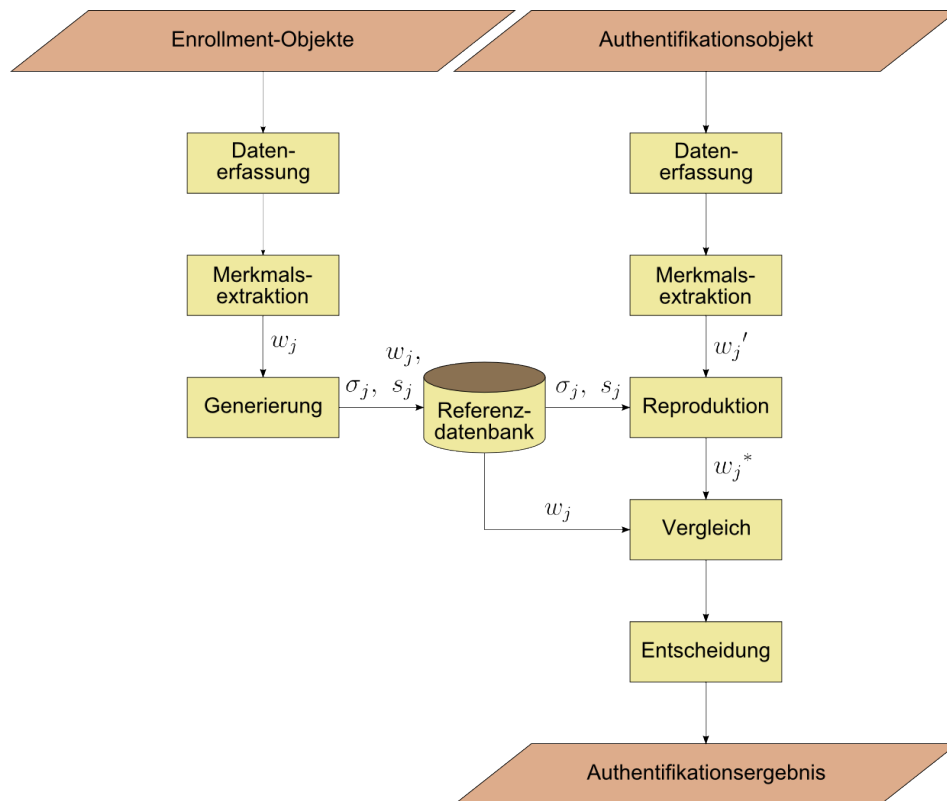 Enrollment-Objekte
Authentifikationsobjekt
Daten-
erfassung
Daten-
erfassung
Merkmals-
extraktion
Merkmals-
extraktion
w_j
w_j'
w_j,
σ_j, s_j
σ_j, s_j
Generierung
Referenz-
datenbank
Reproduktion
w_j*
w_j
Vergleich
Entscheidung
Authentifikationsergebnis